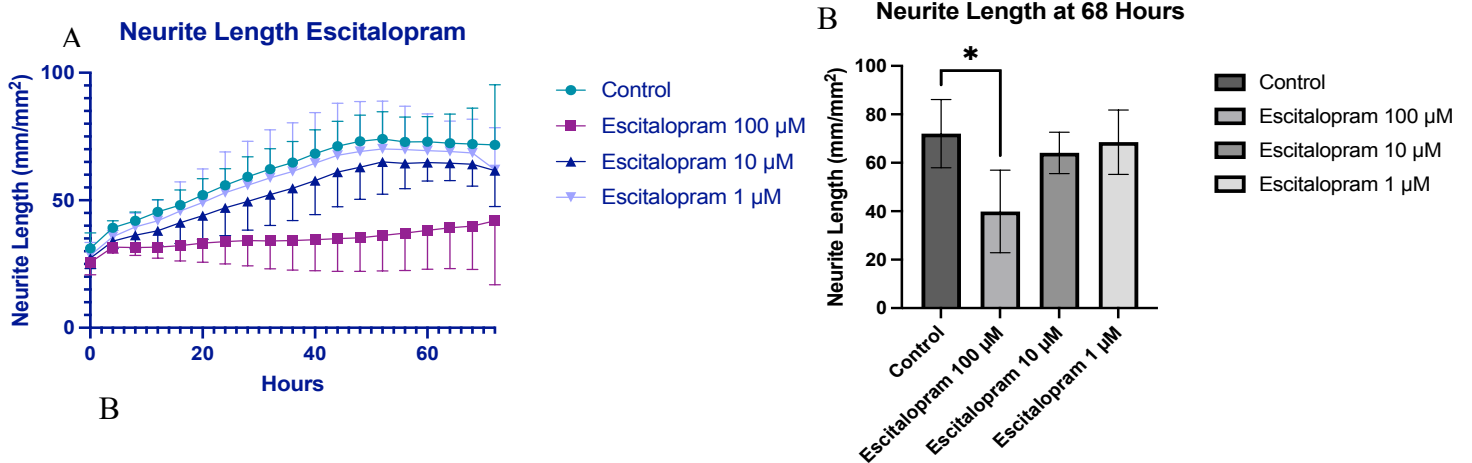 A
Neurite Length Escitalopram
Neurite Length (mm/mm²)
100
50
0
0
20
40
60
Hours
Control
Escitalopram 100 µM
Escitalopram 10 µM
Escitalopram 1 µM
B
B
Neurite Length at 68 Hours
Neurite Length (mm/mm²)
100
80
60
40
20
0
*
Control
Escitalopram 100 µM
Escitalopram 10 µM
Escitalopram 1 µM
Control
Escitalopram 100 µM
Escitalopram 10 µM
Escitalopram 1 µM